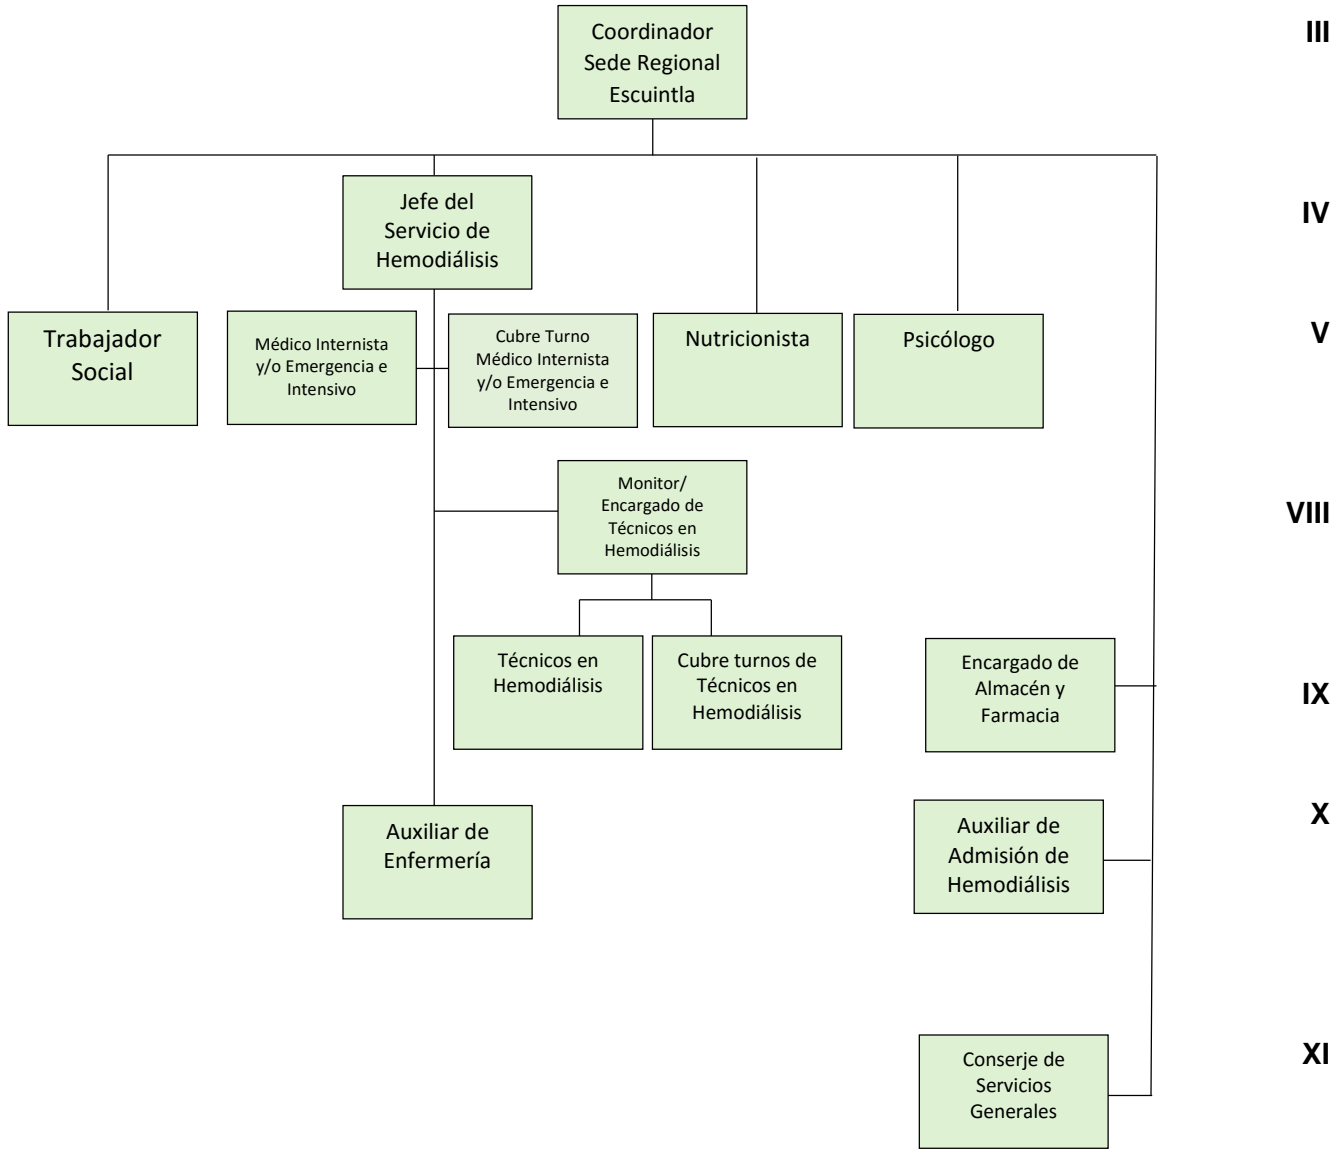 Coordinador
Sede Regional
Escuintla
III
Jefe del
Servicio de
Hemodiálisis
IV
Trabajador
Social
Médico Internista
y/o Emergencia e
Intensivo
Cubre Turno
Médico Internista
y/o Emergencia e
Intensivo
Nutricionista
Psicólogo
V
Monitor/
Encargado de
Técnicos en
Hemodiálisis
VIII
Técnicos en
Hemodiálisis
Cubre turnos de
Técnicos en
Hemodiálisis
Encargado de
Almacén y
Farmacia
IX
Auxiliar de
Enfermería
Auxiliar de
Admisión de
Hemodiálisis
X
Conserje de
Servicios
Generales
XI